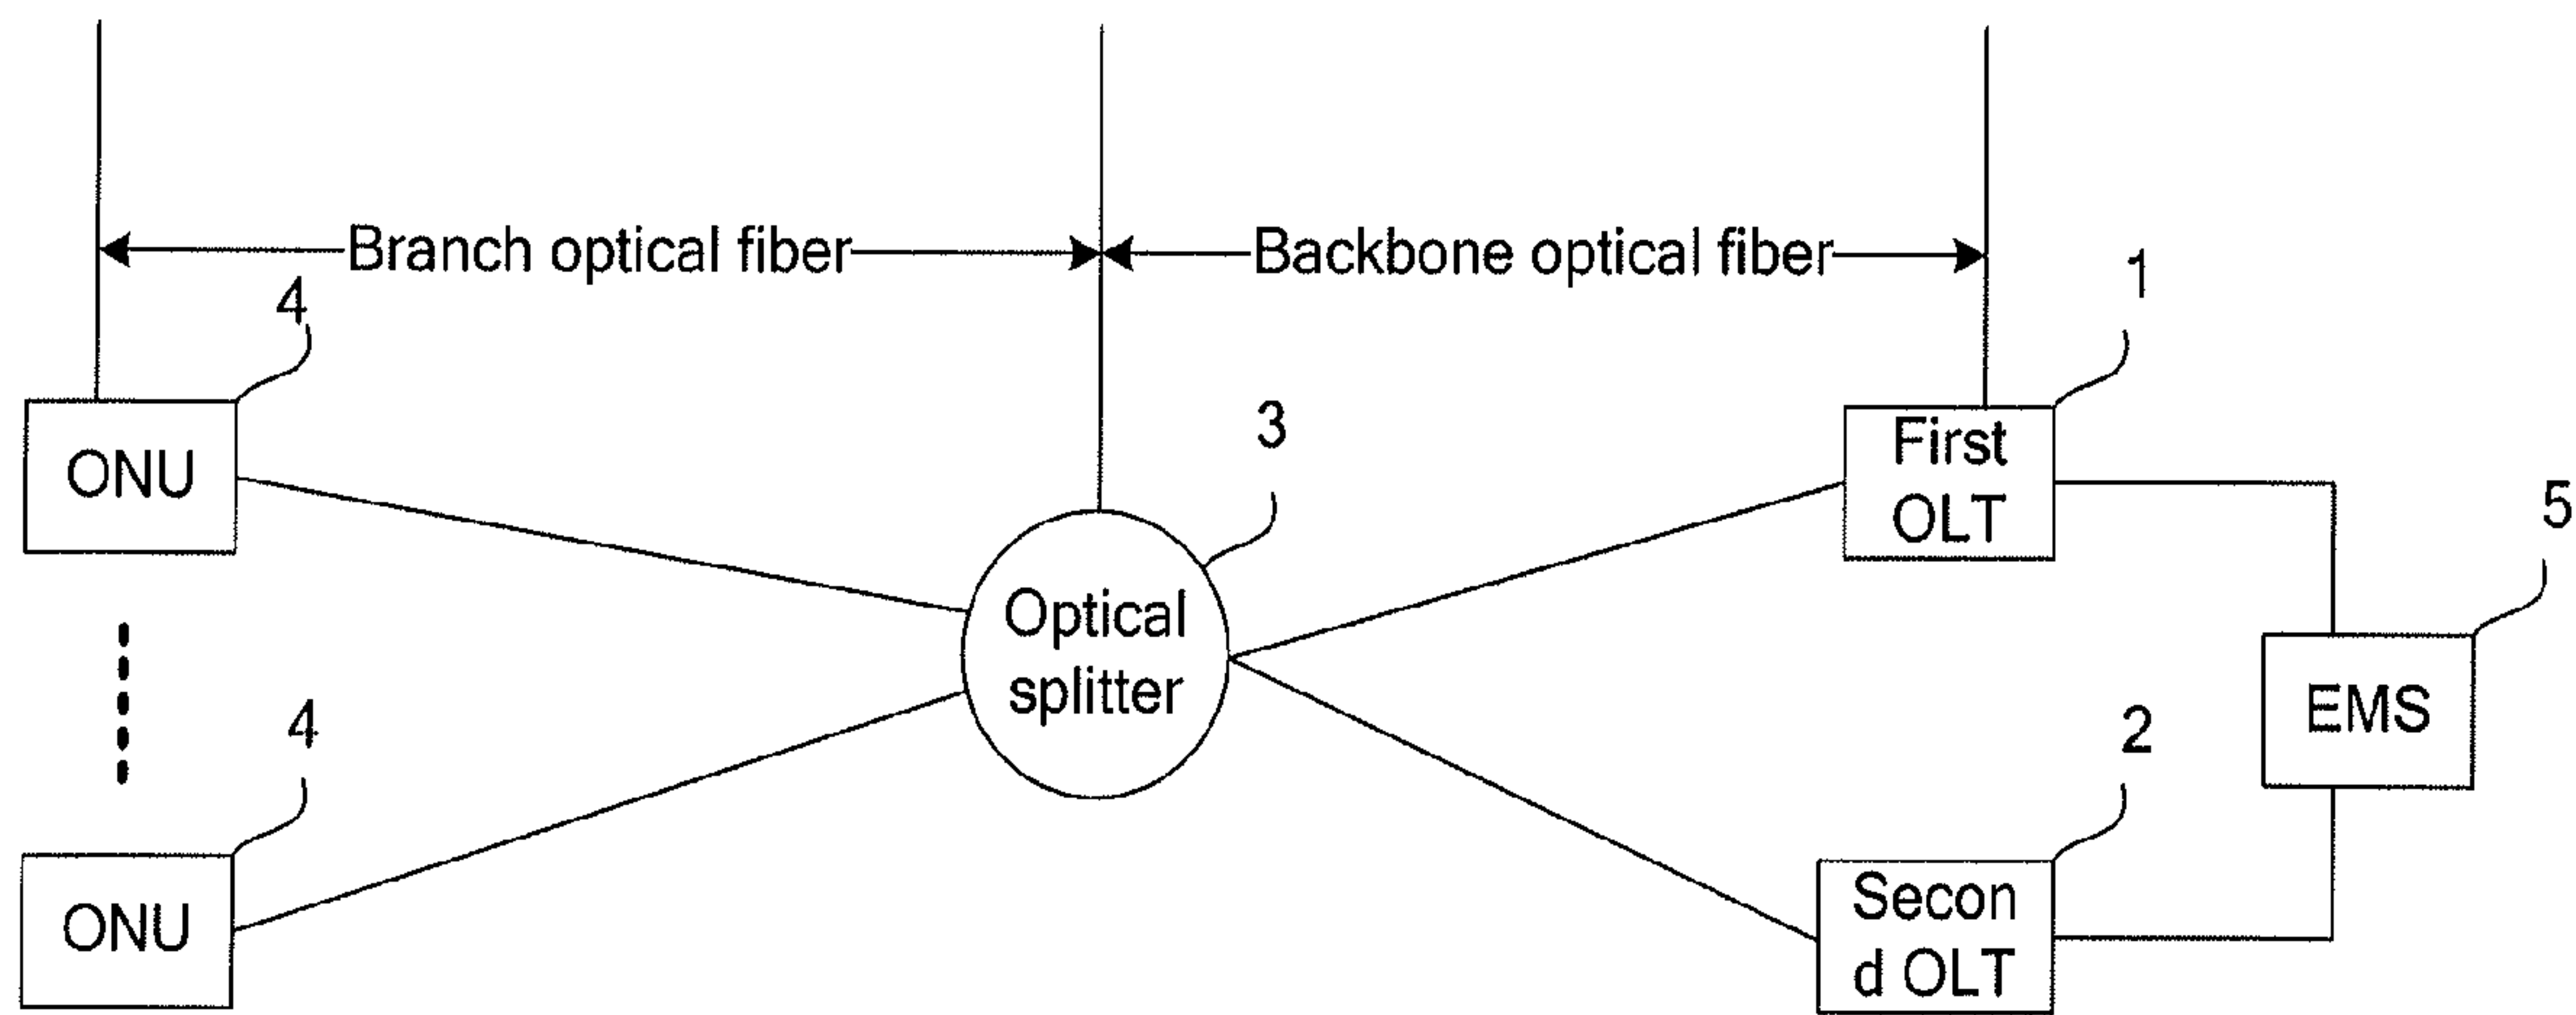 Branch optical fiber
Backbone optical fiber
4
1
ONU
First
OLT
3
5
Optical
splitter
EMS
4
2
ONU
Secon
d OLT